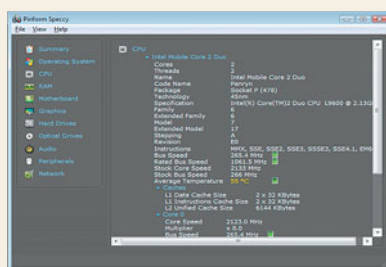 Piriform Speccy
File View Help
Summary
Operating System
CPU
RAM
Motherboard
Graphics
Hard Drives
Optical Drives
Audio
Peripherals
Network
CPU
Intel Mobile Core 2 Duo
Cores 2
Threads 2
Name Intel Mobile Core 2 Duo
Code Name Penryn
Package Socket P (478)
Technology 45nm
Specification Intel(R) Core(TM)2 Duo CPU L9600 @ 2.13G
Family 6
Extended Family 6
Model 7
Extended Model 17
Stepping A
Revision E0
Instructions MMX, SSE, SSE2, SSE3, SSSE3, SSE4.1, EM6
Bus Speed 265.4 MHz
Rated Bus Speed 1061.5 MHz
Stock Core Speed 2133 MHz
Stock Bus Speed 266 MHz
Average Temperature 55 °C
Caches
L1 Data Cache Size 2 x 32 KBytes
L1 Instructions Cache Size 2 x 32 KBytes
L2 Unified Cache Size 6144 KBytes
Core 0
Core Speed 2123.0 MHz
Multiplier x 8.0
Bus Speed 265.4 MHz